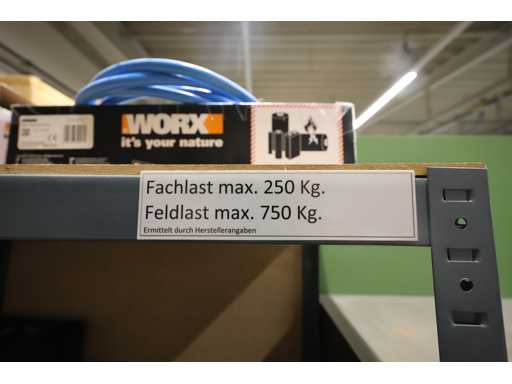 WORX
it's your nature
Fachlast max. 250 Kg.
Feldlast max. 750 Kg.
Ermittelt durch Herstellerangaben